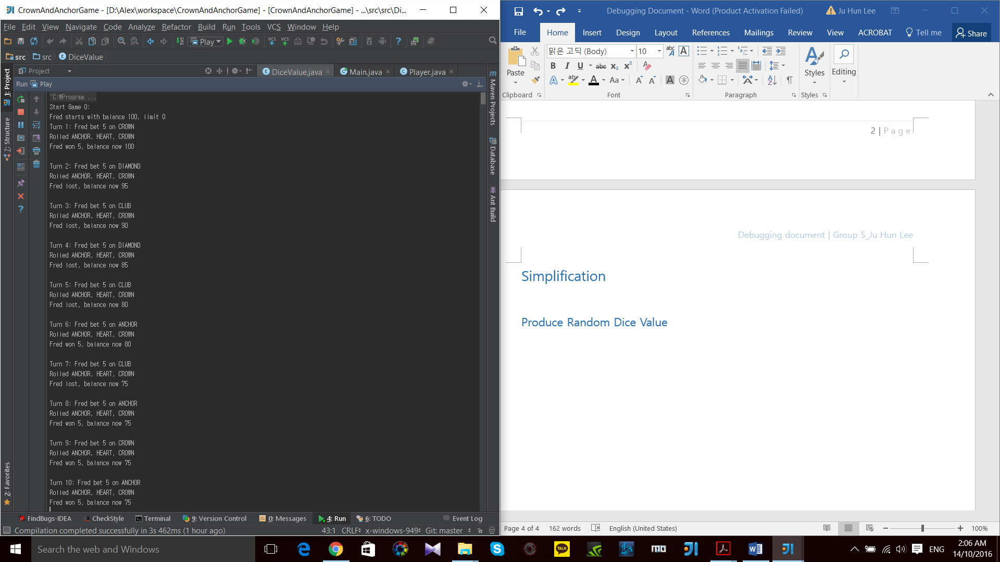 CrownAndAnchorGame - [D:\Alex\workspace\CrownAndAnchorGame] - [CrownAndAnchorGame] - ...\src\src\Di...
File Edit View Navigate Code Analyze Refactor Build Run Tools VCS Window Help
Play
src src DiceValue
Project DiceValue.java Main.java Player.java
Run Play
1: Project
7: Structure
2: Favorites
Maven Projects
Database
Ant Build
"C:\Program ...
Start Game 0:
Fred starts with balance 100, limit 0
Turn 1: Fred bet 5 on CROWN
Rolled ANCHOR, HEART, CROWN
Fred won 5, balance now 100
Turn 2: Fred bet 5 on DIAMOND
Rolled ANCHOR, HEART, CROWN
Fred lost, balance now 95
Turn 3: Fred bet 5 on CLUB
Rolled ANCHOR, HEART, CROWN
Fred lost, balance now 90
Turn 4: Fred bet 5 on DIAMOND
Rolled ANCHOR, HEART, CROWN
Fred lost, balance now 85
Turn 5: Fred bet 5 on CLUB
Rolled ANCHOR, HEART, CROWN
Fred lost, balance now 80
Turn 6: Fred bet 5 on ANCHOR
Rolled ANCHOR, HEART, CROWN
Fred won 5, balance now 80
Turn 7: Fred bet 5 on CLUB
Rolled ANCHOR, HEART, CROWN
Fred lost, balance now 75
Turn 8: Fred bet 5 on ANCHOR
Rolled ANCHOR, HEART, CROWN
Fred won 5, balance now 75
Turn 9: Fred bet 5 on CROWN
Rolled ANCHOR, HEART, CROWN
Fred won 5, balance now 75
Turn 10: Fred bet 5 on ANCHOR
Rolled ANCHOR, HEART, CROWN
Fred won 5, balance now 75
FindBugs-IDEA CheckStyle Terminal 9: Version Control 0: Messages 4: Run 6: TODO Event Log
Compilation completed successfully in 3s 462ms (1 hour ago) 43:1 CRLF x-windows-949 Git: master
Debugging Document - Word (Product Activation Failed) Ju Hun Lee
File Home Insert Design Layout References Mailings Review View ACROBAT Tell me Share
Paste 맑은 고딕 (Body) 10 Styles Editing
B I U abc X₂ X²
Clipboard Font Paragraph Styles
2 | Page
Debugging document | Group 5_Ju Hun Lee
Simplification
Produce Random Dice Value
Page 4 of 4 162 words English (United States) 100%
Search the web and Windows TALK ENG 2:06 AM
14/10/2016